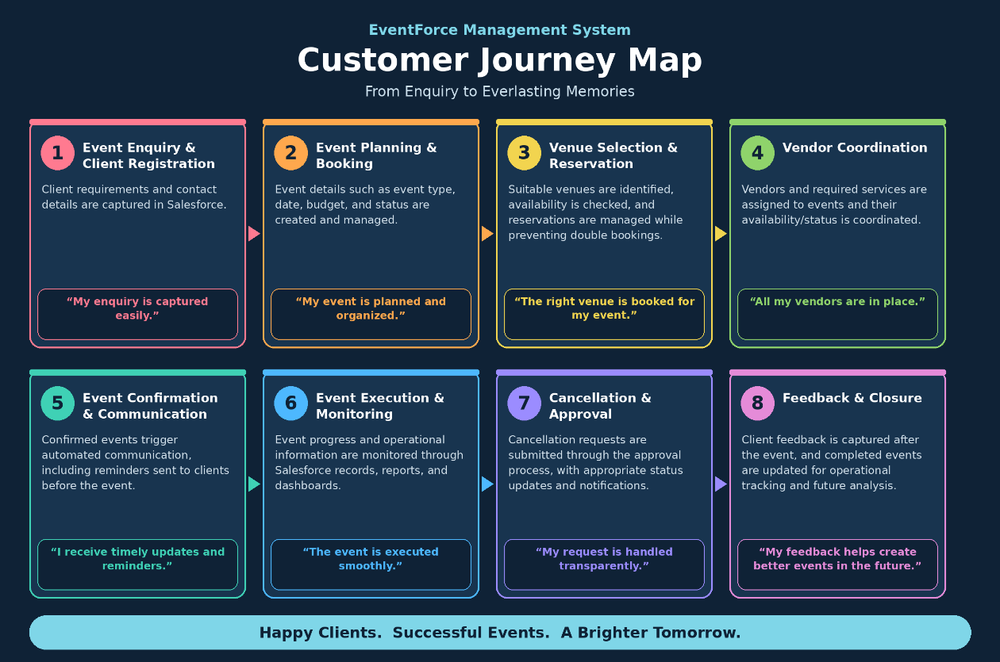 EventForce Management System
Customer Journey Map
From Enquiry to Everlasting Memories
1
Event Enquiry &
Client Registration
Client requirements and contact
details are captured in Salesforce.
“My enquiry is captured
easily.”
2
Event Planning &
Booking
Event details such as event type,
date, budget, and status are
created and managed.
“My event is planned and
organized.”
3
Venue Selection &
Reservation
Suitable venues are identified,
availability is checked, and
reservations are managed while
preventing double bookings.
“The right venue is booked for
my event.”
4
Vendor Coordination
Vendors and required services are
assigned to events and their
availability/status is coordinated.
“All my vendors are in place.”
5
Event Confirmation
& Communication
Confirmed events trigger
automated communication,
including reminders sent to clients
before the event.
“I receive timely updates and
reminders.”
6
Event Execution &
Monitoring
Event progress and operational
information are monitored through
Salesforce records, reports, and
dashboards.
“The event is executed
smoothly.”
7
Cancellation &
Approval
Cancellation requests are
submitted through the approval
process, with appropriate status
updates and notifications.
“My request is handled
transparently.”
8
Feedback & Closure
Client feedback is captured after
the event, and completed events
are updated for operational
tracking and future analysis.
“My feedback helps create
better events in the future.”
Happy Clients.  Successful Events.  A Brighter Tomorrow.